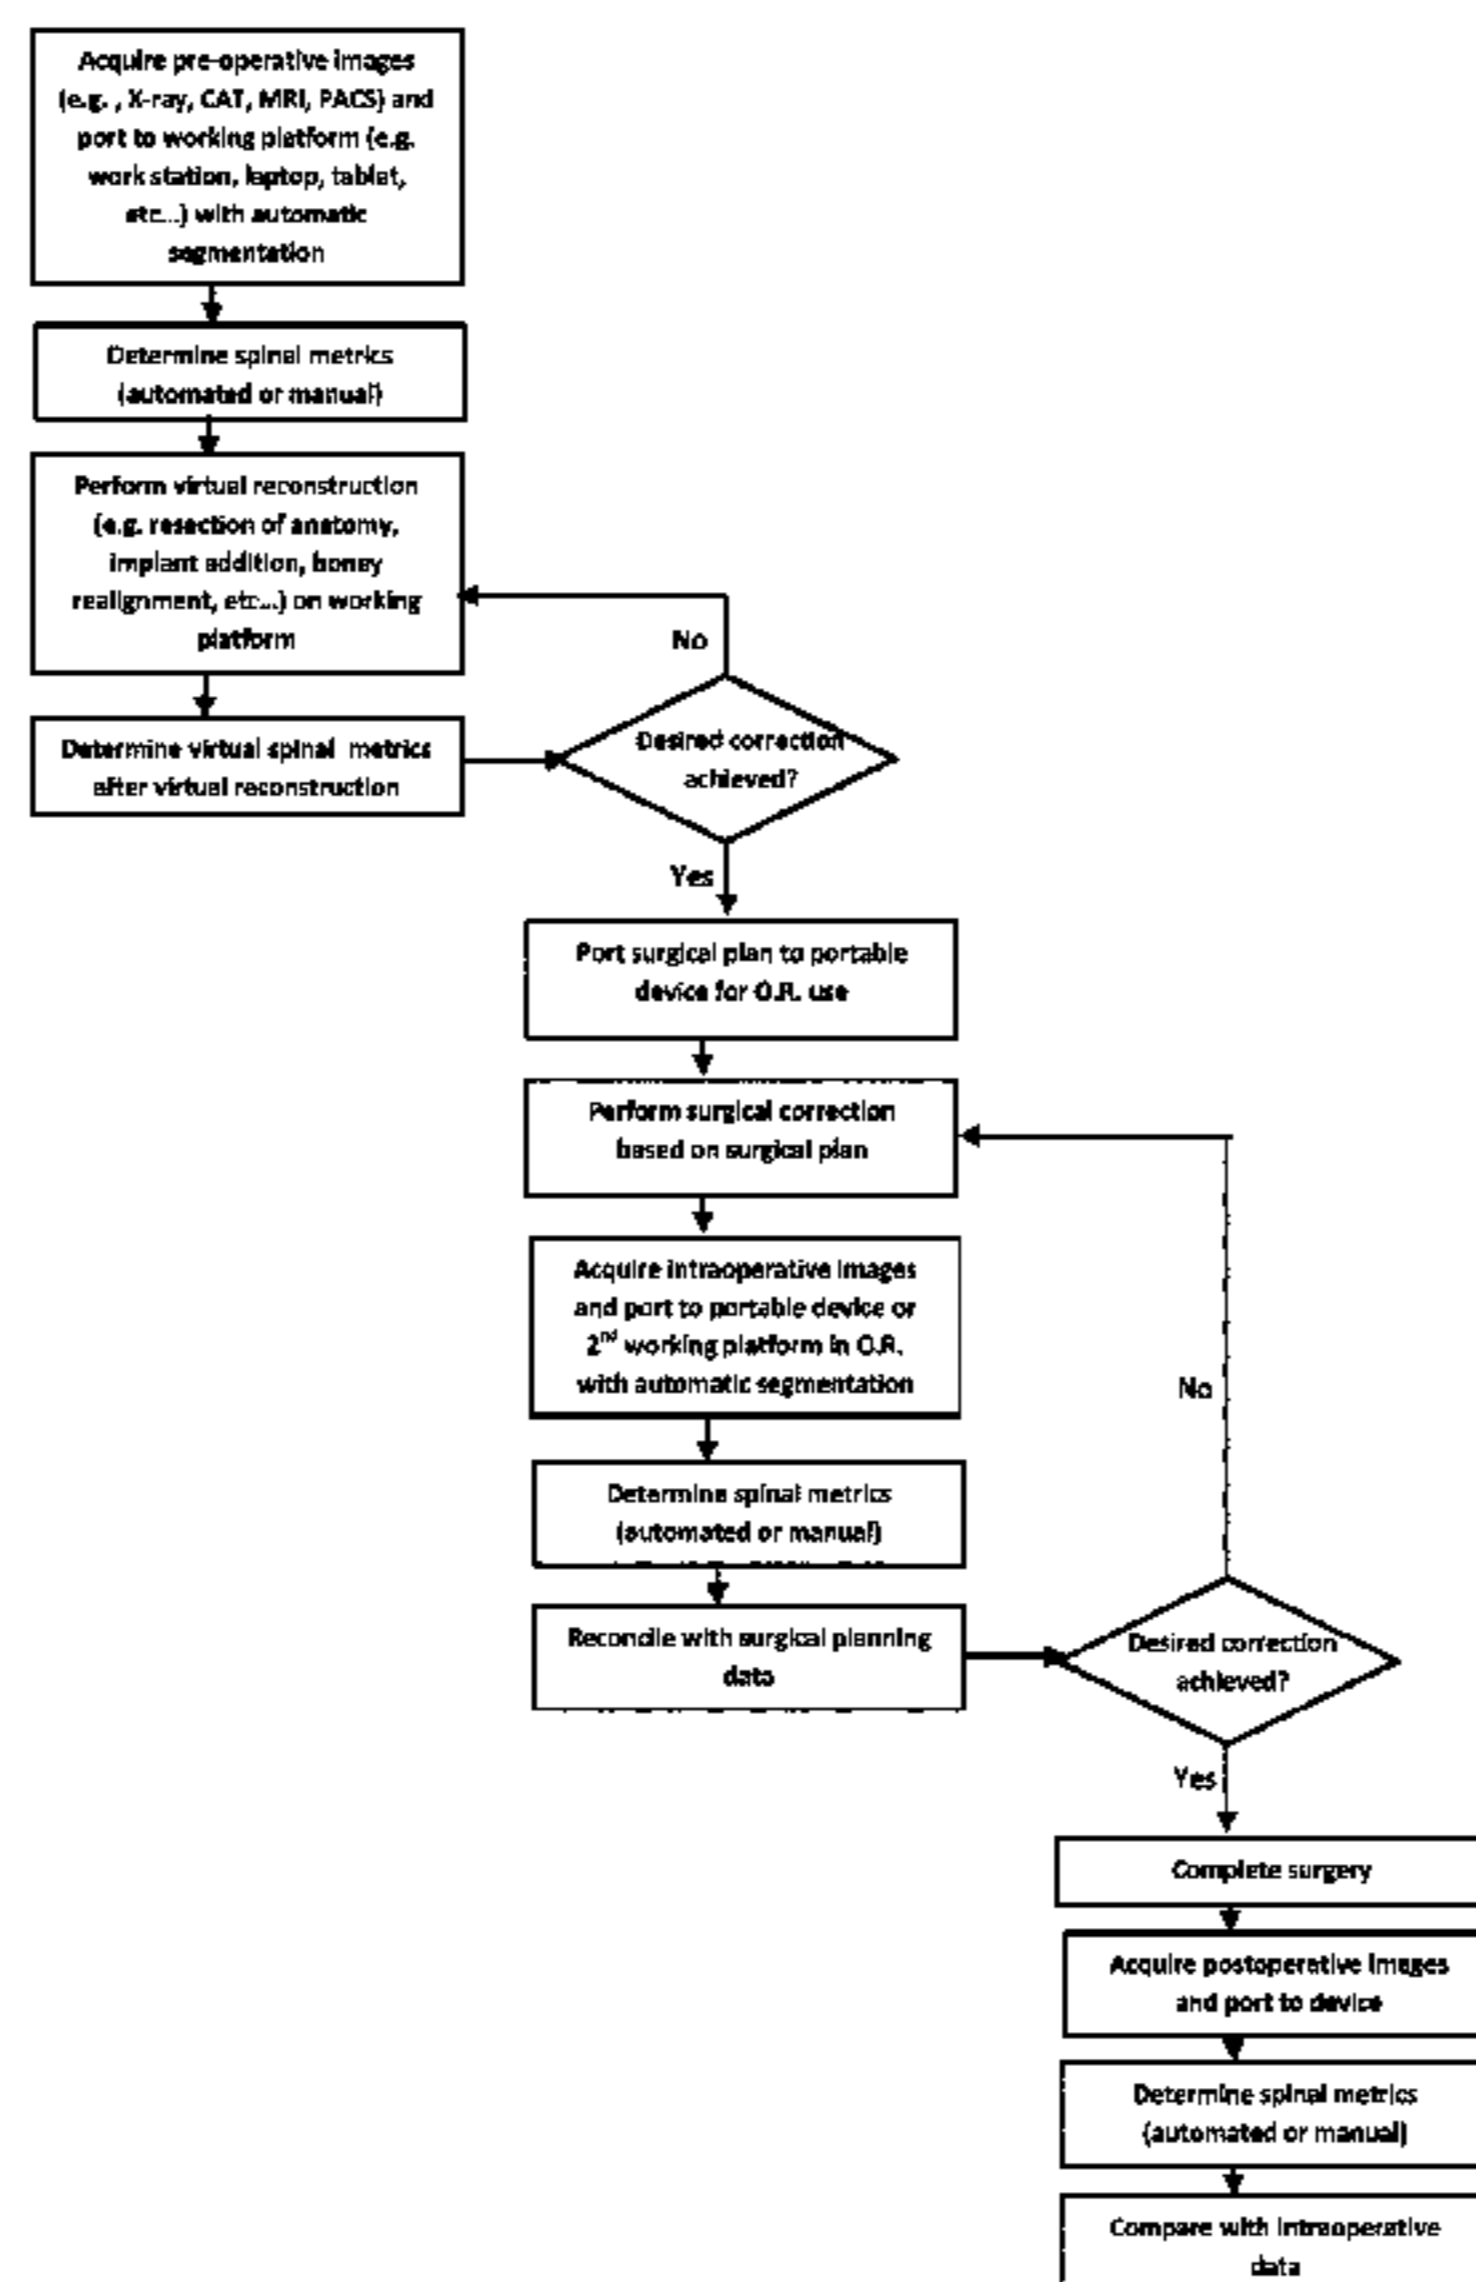 Acquire pre-operative images
(e.g. , X-ray, CAT, MRI, PACS) and
port to working platform (e.g.
work station, laptop, tablet,
etc...) with automatic
segmentation
Determine spinal metrics
(automated or manual)
Perform virtual reconstruction
(e.g. resection of anatomy,
implant addition, boney
realignment, etc...) on working
platform
No
Determine virtual spinal metrics
after virtual reconstruction
Desired correction
achieved?
Yes
Port surgical plan to portable
device for O.R. use
Perform surgical correction
based on surgical plan
Acquire intraoperative images
and port to portable device or
2nd working platform in O.R.
with automatic segmentation
No
Determine spinal metrics
(automated or manual)
Reconcile with surgical planning
data
Desired correction
achieved?
Yes
Complete surgery
Acquire postoperative images
and port to device
Determine spinal metrics
(automated or manual)
Compare with intraoperative
data